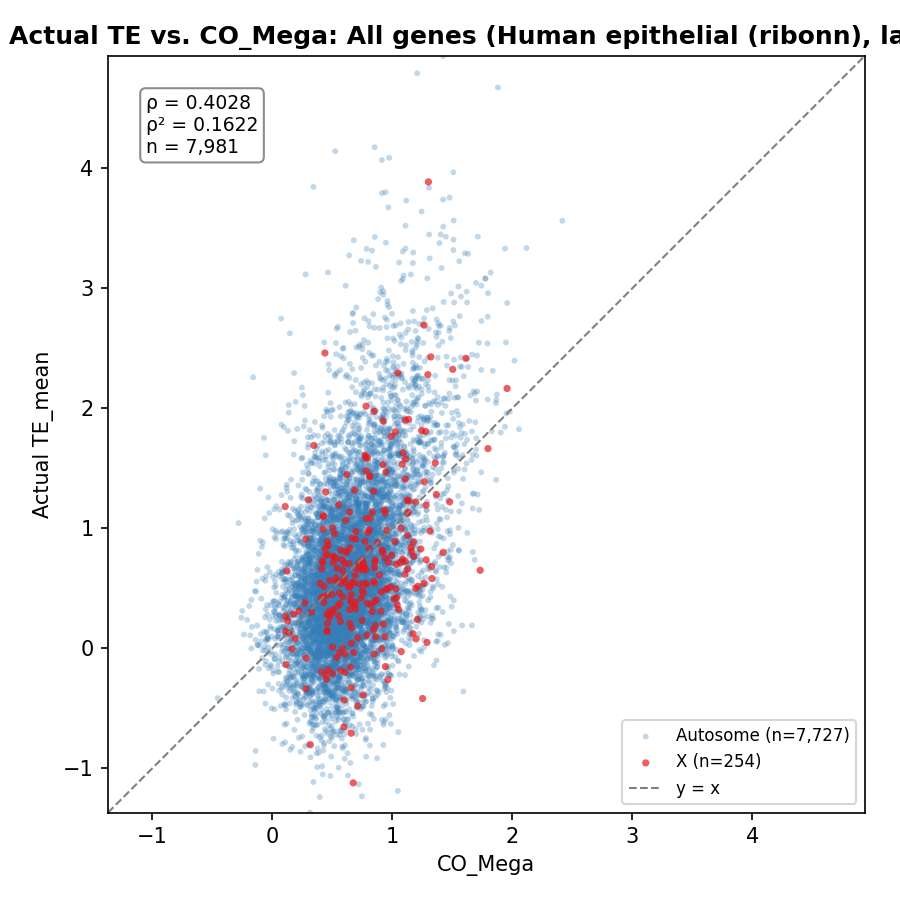 Actual TE vs. CO_Mega: All genes (Human epithelial (ribonn), la
ρ = 0.4028
ρ² = 0.1622
n = 7,981
Actual TE_mean
4
3
2
1
0
−1
Autosome (n=7,727)
X (n=254)
y = x
−1 0 1 2 3 4
CO_Mega